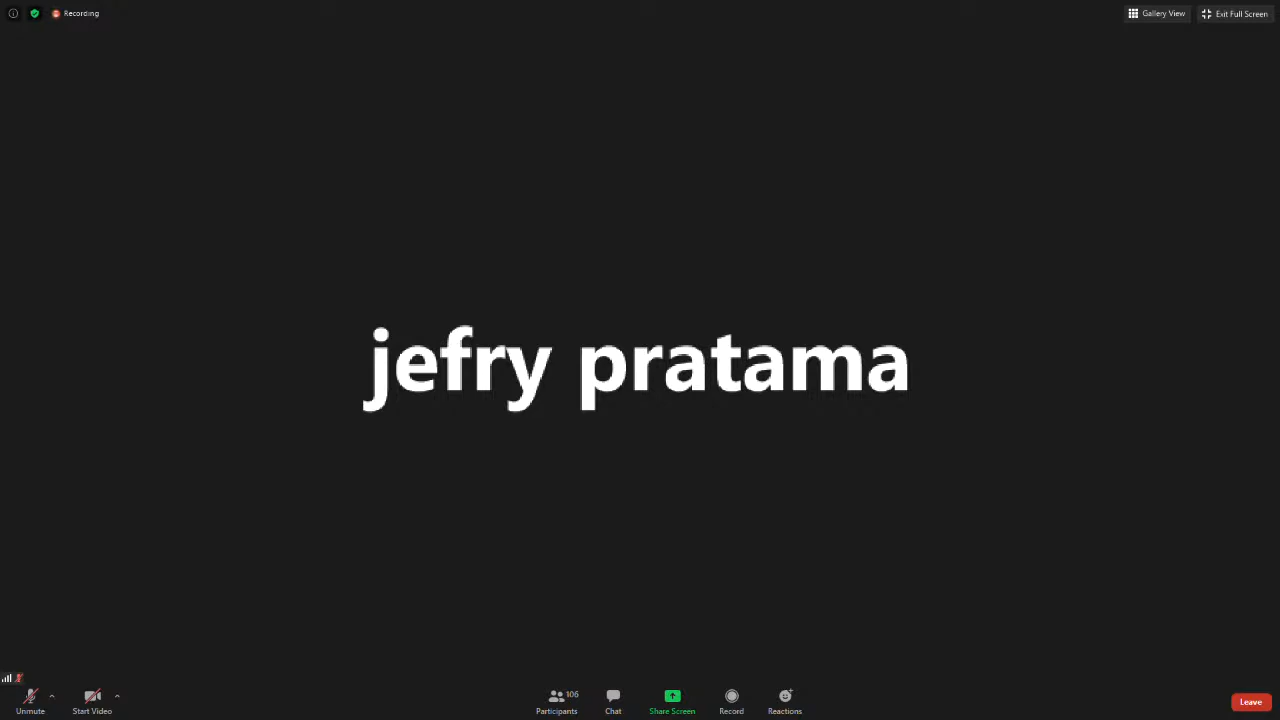 Recording
Gallery View
Exit Full Screen
jefry pratama
Unmute
Start Video
106
Participants
Chat
Share Screen
Record
Reactions
Leave